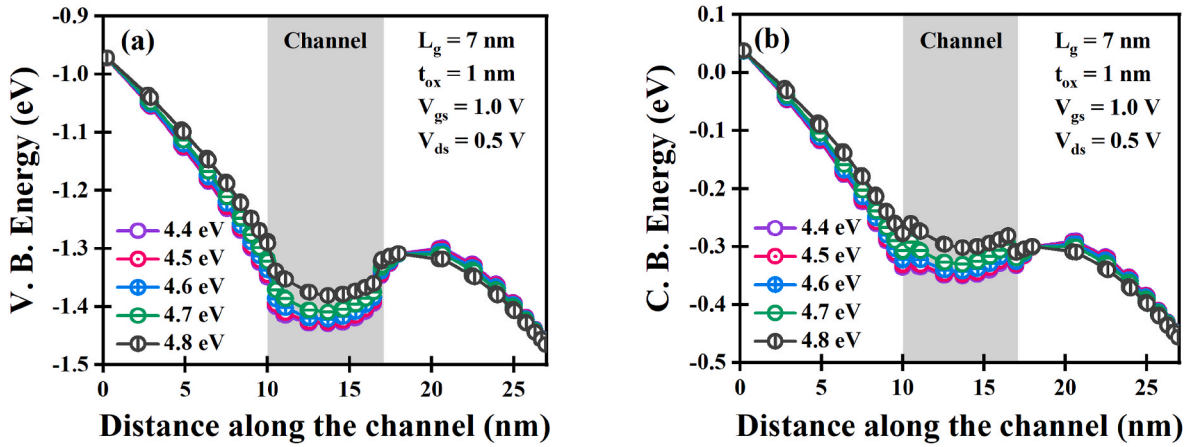 (a)
Channel
L_g = 7 nm
t_ox = 1 nm
V_gs = 1.0 V
V_ds = 0.5 V
V. B. Energy (eV)
-0.9
-1.0
-1.1
-1.2
-1.3
-1.4
-1.5
4.4 eV
4.5 eV
4.6 eV
4.7 eV
4.8 eV
0 5 10 15 20 25
Distance along the channel (nm)
(b)
Channel
L_g = 7 nm
t_ox = 1 nm
V_gs = 1.0 V
V_ds = 0.5 V
C. B. Energy (eV)
0.1
0.0
-0.1
-0.2
-0.3
-0.4
-0.5
4.4 eV
4.5 eV
4.6 eV
4.7 eV
4.8 eV
0 5 10 15 20 25
Distance along the channel (nm)